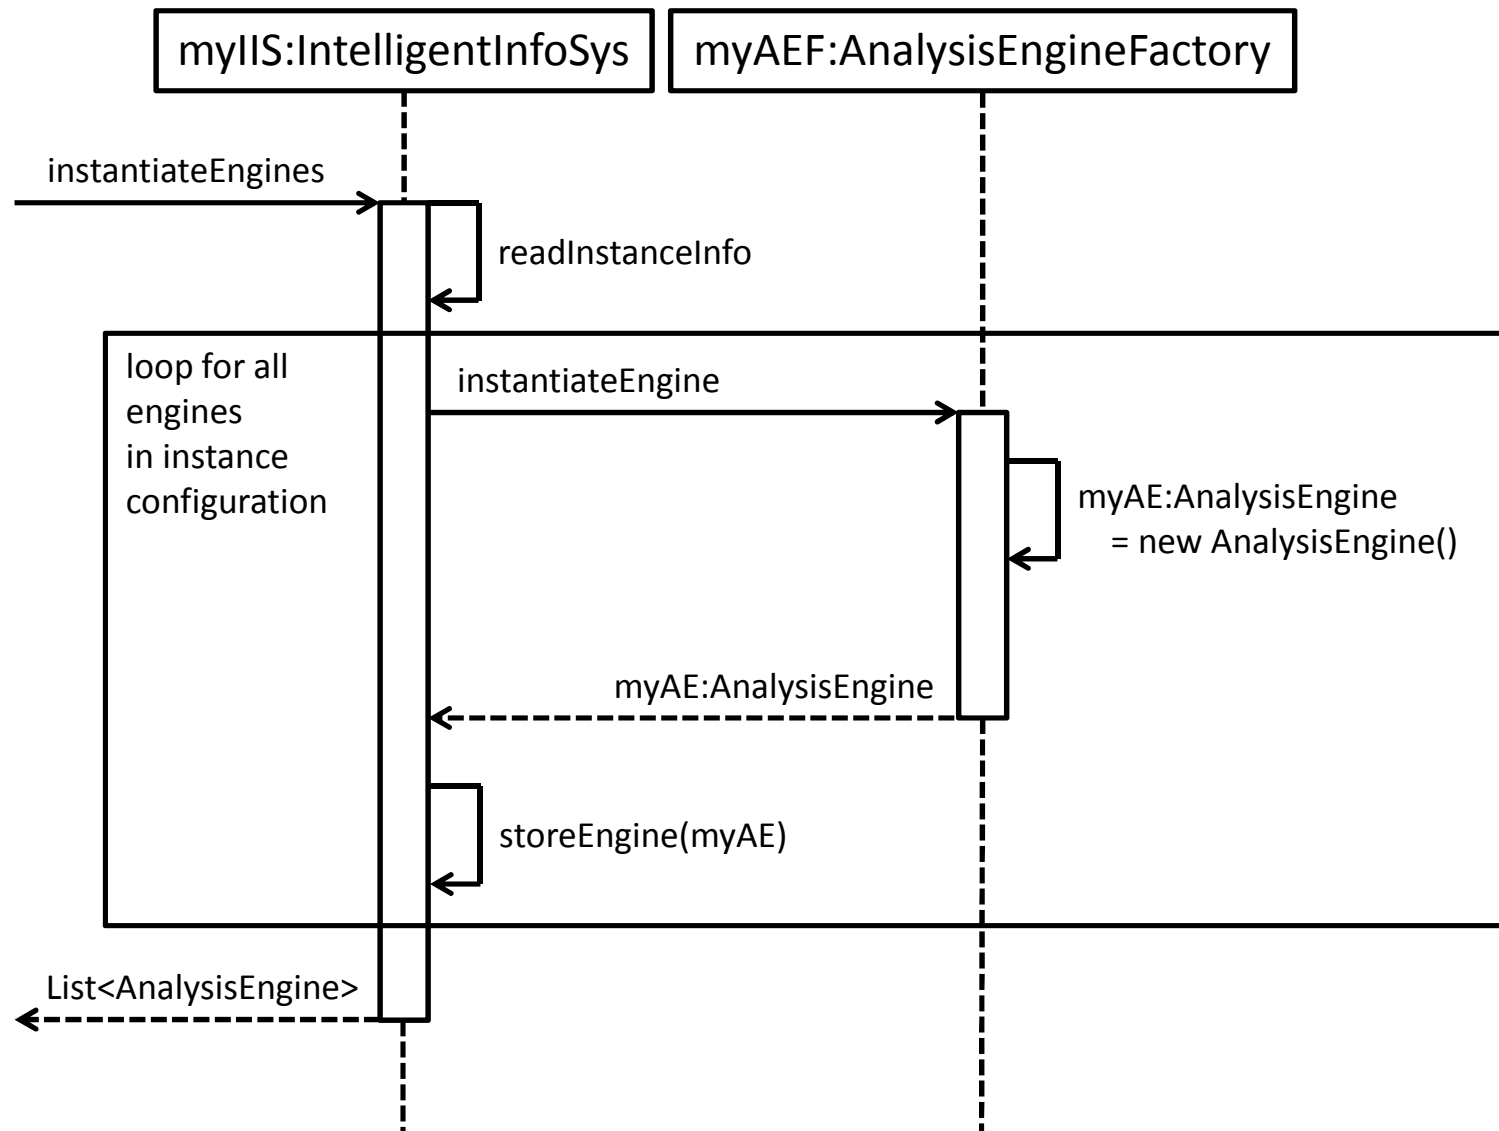 myIIS:IntelligentInfoSys
myAEF:AnalysisEngineFactory
instantiateEngines
readInstanceInfo
loop for all
engines
in instance
configuration
instantiateEngine
myAE:AnalysisEngine
= new AnalysisEngine()
myAE:AnalysisEngine
storeEngine(myAE)
List<AnalysisEngine>